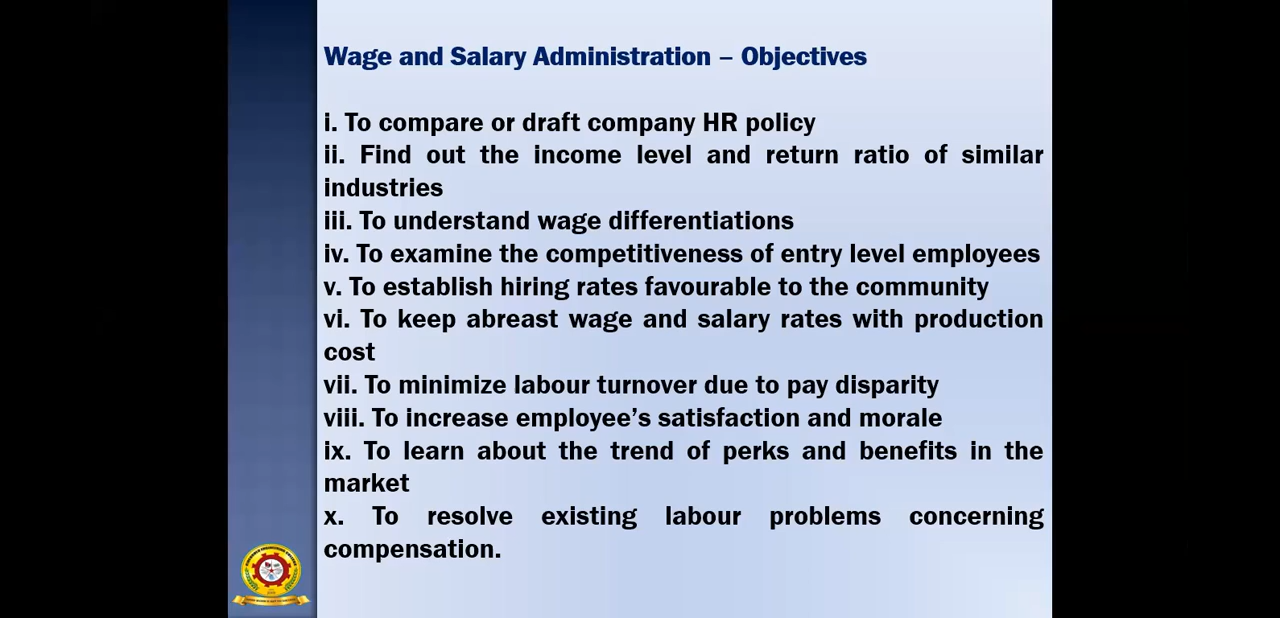 Wage and Salary Administration – Objectives
i. To compare or draft company HR policy
ii. Find out the income level and return ratio of similar
industries
iii. To understand wage differentiations
iv. To examine the competitiveness of entry level employees
v. To establish hiring rates favourable to the community
vi. To keep abreast wage and salary rates with production
cost
vii. To minimize labour turnover due to pay disparity
viii. To increase employee’s satisfaction and morale
ix. To learn about the trend of perks and benefits in the
market
x. To resolve existing labour problems concerning
compensation.